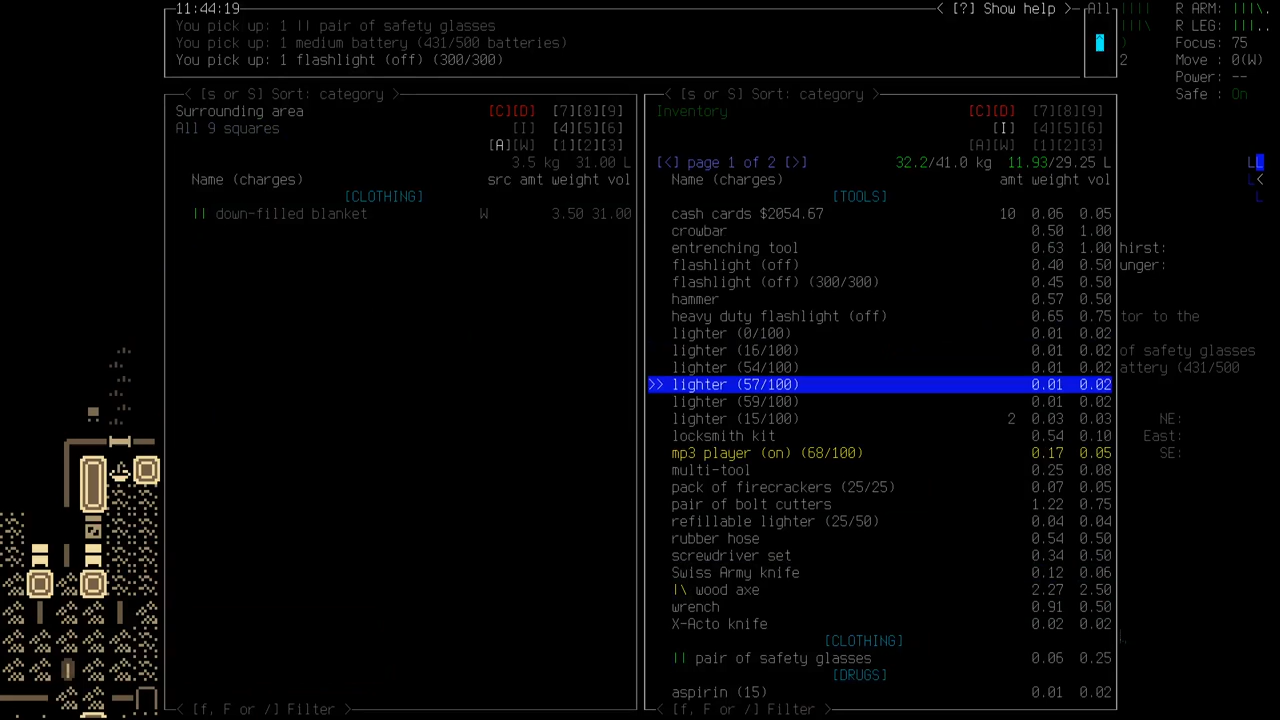 11:44:19
< [?] Show help >
All
You pick up: 1 || pair of safety glasses
You pick up: 1 medium battery (431/500 batteries)
You pick up: 1 flashlight (off) (300/300)
R ARM: |||\.
R LEG: |||..
Focus: 75
2
Move : 0(W)
Power: --
Safe : On
< [s or S] Sort: category >
Surrounding area
[C][D] [7][8][9]
All 9 squares
[I] [4][5][6]
[A][W] [1][2][3]
3.5 kg 31.00 L
Name (charges) src amt weight vol
[CLOTHING]
|| down-filled blanket W 3.50 31.00
< [f, F or /] Filter >
< [s or S] Sort: category >
Inventory
[C][D] [7][8][9]
[I] [4][5][6]
[A][W] [1][2][3]
[<] page 1 of 2 [>] 32.2/41.0 kg 11.93/29.25 L
Name (charges) amt weight vol
[TOOLS]
cash cards $2054.67 10 0.06 0.05
crowbar 0.50 1.00
entrenching tool 0.63 1.00
flashlight (off) 0.40 0.50
flashlight (off) (300/300) 0.45 0.50
hammer 0.57 0.50
heavy duty flashlight (off) 0.65 0.75
lighter (0/100) 0.01 0.02
lighter (16/100) 0.01 0.02
lighter (54/100) 0.01 0.02
>> lighter (57/100) 0.01 0.02
lighter (59/100) 0.01 0.02
lighter (15/100) 2 0.03 0.03
locksmith kit 0.54 0.10
mp3 player (on) (68/100) 0.17 0.05
multi-tool 0.25 0.08
pack of firecrackers (25/25) 0.07 0.05
pair of bolt cutters 1.22 0.75
refillable lighter (25/50) 0.04 0.04
rubber hose 0.54 0.50
screwdriver set 0.34 0.50
Swiss Army knife 0.12 0.06
|\ wood axe 2.27 2.50
wrench 0.91 0.50
X-Acto knife 0.02 0.02
[CLOTHING]
|| pair of safety glasses 0.06 0.25
[DRUGS]
aspirin (15) 0.01 0.02
< [f, F or /] Filter >
hirst:
unger:
tor to the
of safety glasses
attery (431/500
NE:
East:
SE: